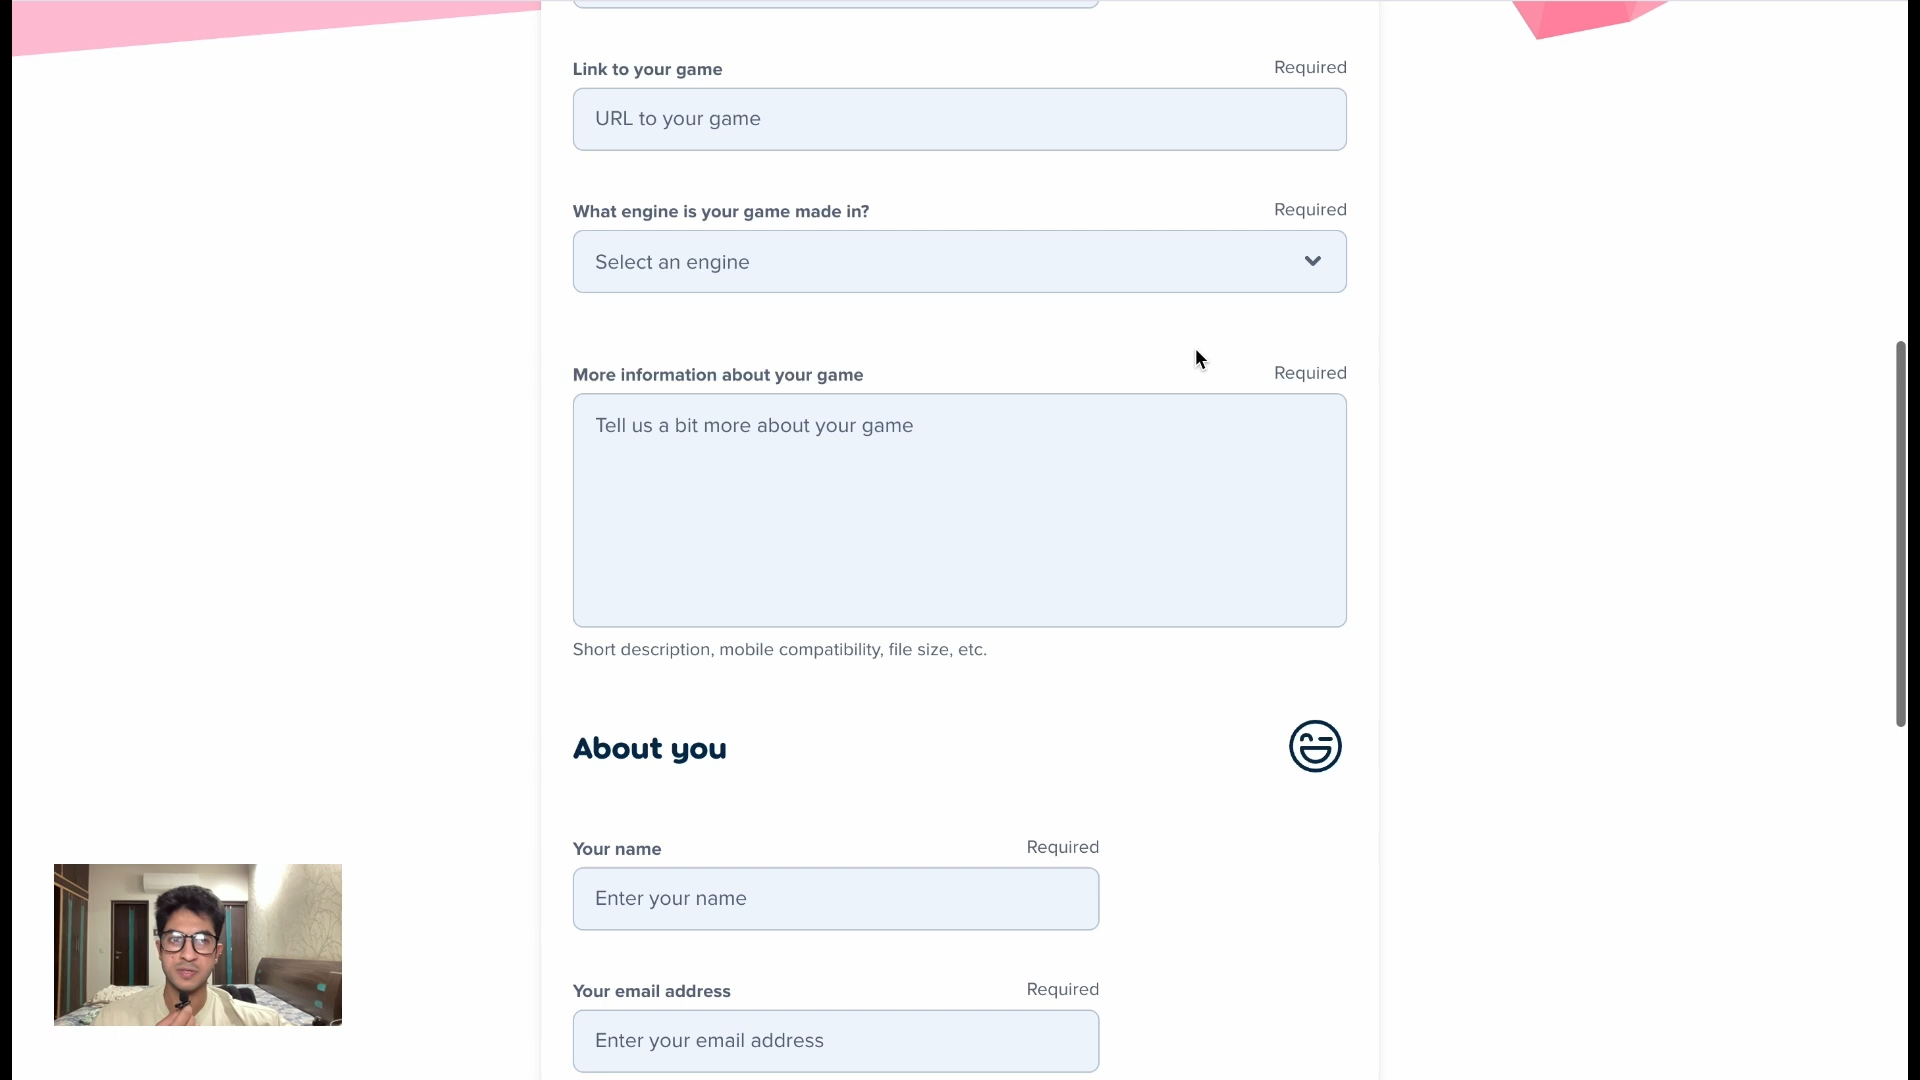 Link to your game
Required
URL to your game
What engine is your game made in?
Required
Select an engine
More information about your game
Required
Tell us a bit more about your game
Short description, mobile compatibility, file size, etc.
About you
Your name
Required
Enter your name
Your email address
Required
Enter your email address